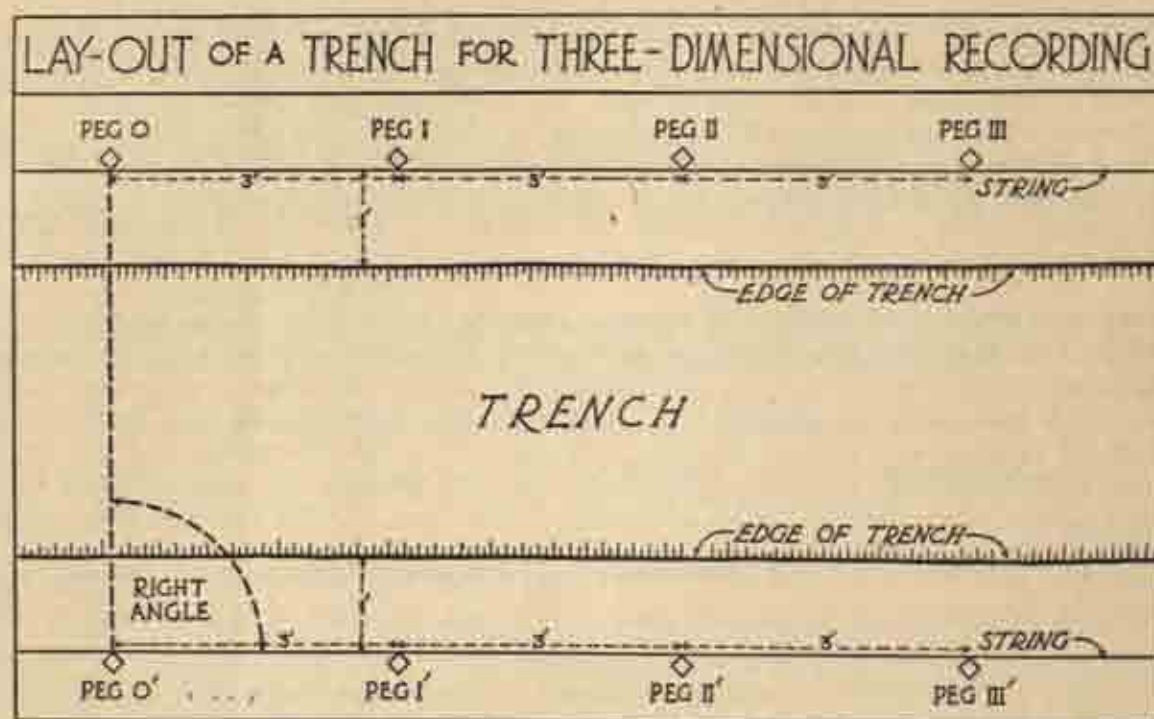 LAY-OUT OF A TRENCH FOR THREE-DIMENSIONAL RECORDING
PEG O PEG I PEG II PEG III
3' 3' 3'
STRING
1'
EDGE OF TRENCH
TRENCH
EDGE OF TRENCH
RIGHT
ANGLE
1'
3' 3' 3' STRING
PEG O' PEG I' PEG II' PEG III'